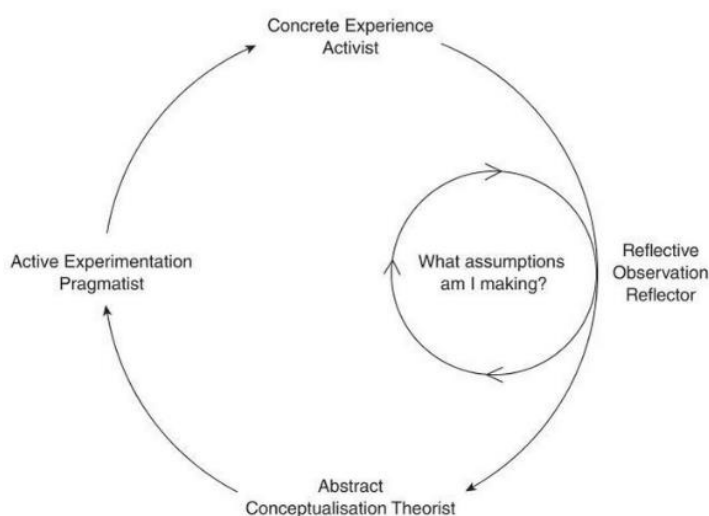 Concrete Experience
Activist
Active Experimentation
Pragmatist
What assumptions
am I making?
Reflective
Observation
Reflector
Abstract
Conceptualisation Theorist